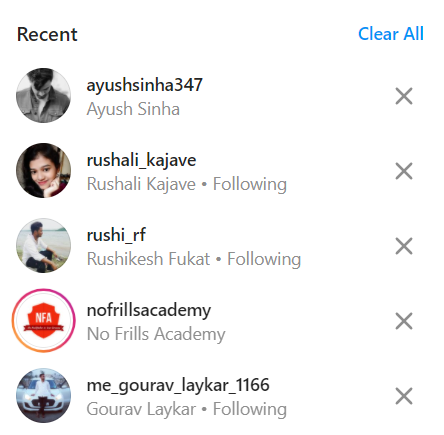 Recent
Clear All
ayushsinha347
Ayush Sinha
rushali_kajave
Rushali Kajave • Following
rushi_rf
Rushikesh Fukat • Following
NFA
nofrillsacademy
No Frills Academy
me_gourav_laykar_1166
Gourav Laykar • Following